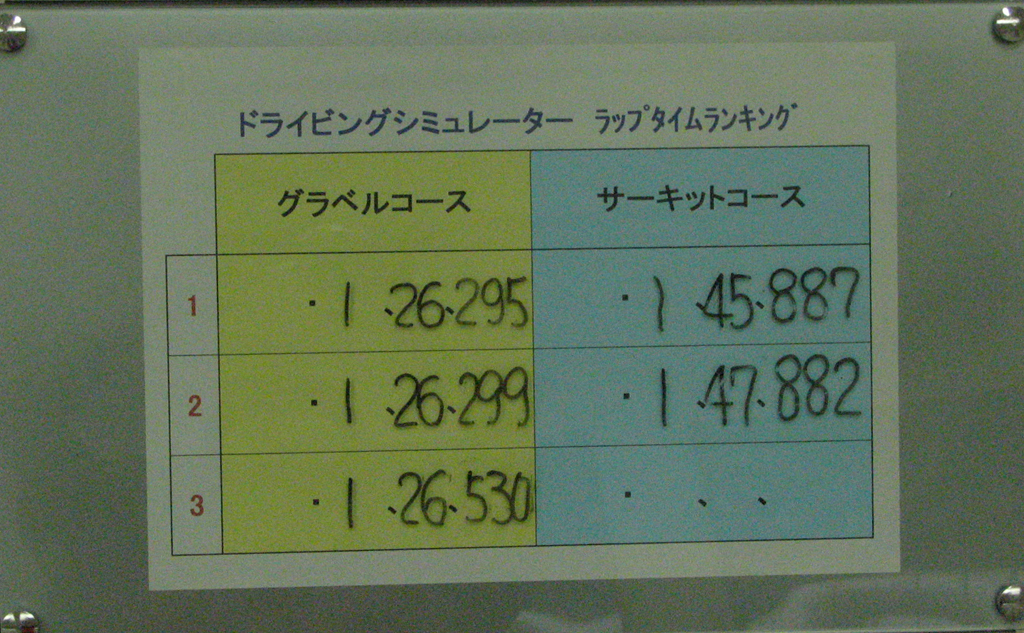 ドライビングシミュレーター ラップタイムランキング
グラベルコース サーキットコース
1 ・1 、26、295 ・1 、45、887
2 ・1 、26、299 ・1 、47、882
3 ・1 、26、530 ・ 、 、